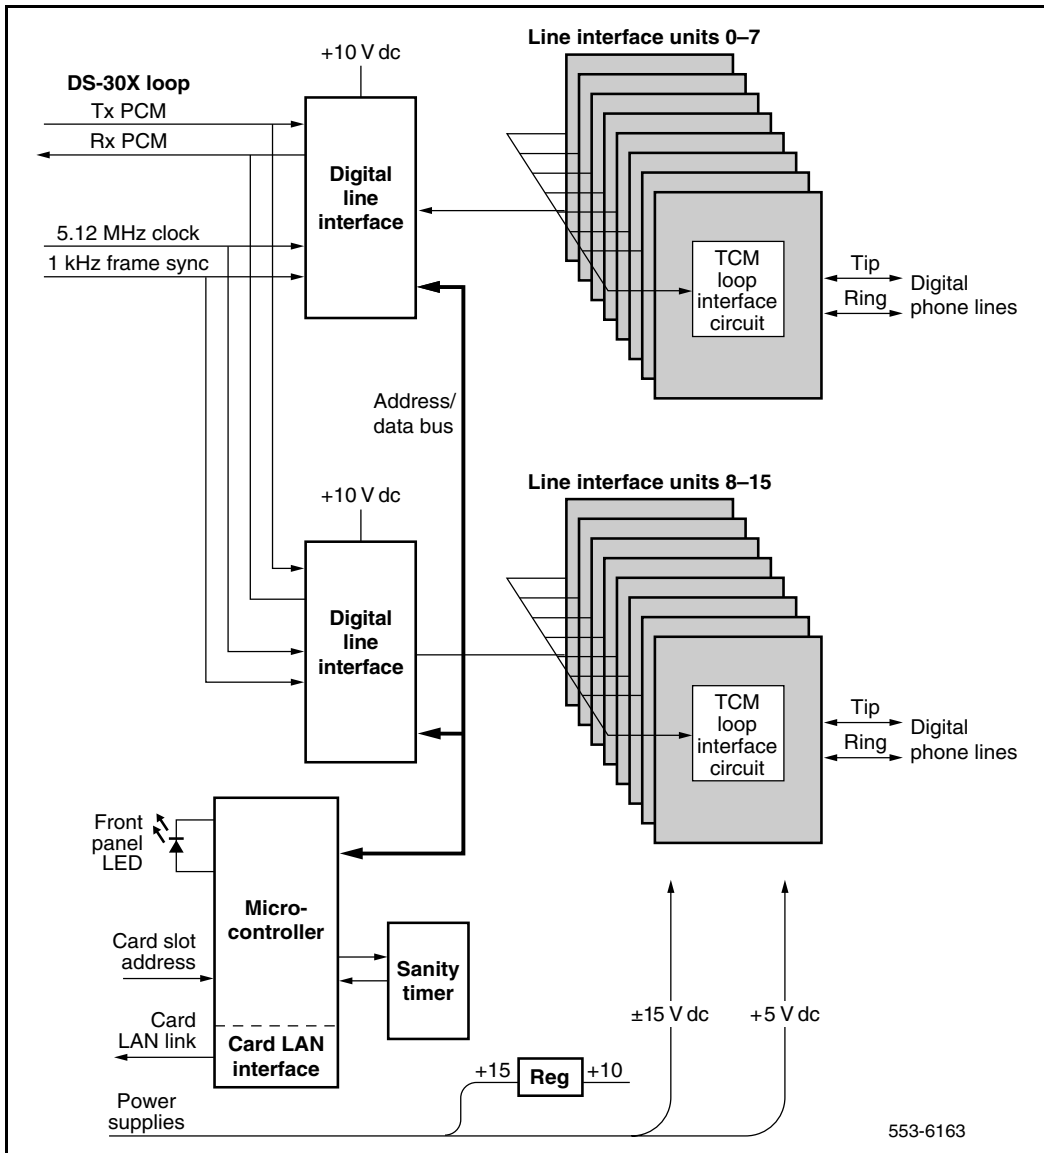 Line interface units 0–7
+10 V dc
DS-30X loop
Tx PCM
Rx PCM
Digital
line
interface
5.12 MHz clock
1 kHz frame sync
TCM
loop
interface
circuit
Tip
Ring
Digital
phone lines
Address/
data bus
Line interface units 8–15
+10 V dc
Digital
line
interface
TCM
loop
interface
circuit
Tip
Ring
Digital
phone lines
Front
panel
LED
Micro-
controller
Card slot
address
Sanity
timer
Card
LAN link
Card LAN
interface
±15 V dc
+5 V dc
+15
Reg
+10
Power
supplies
553-6163